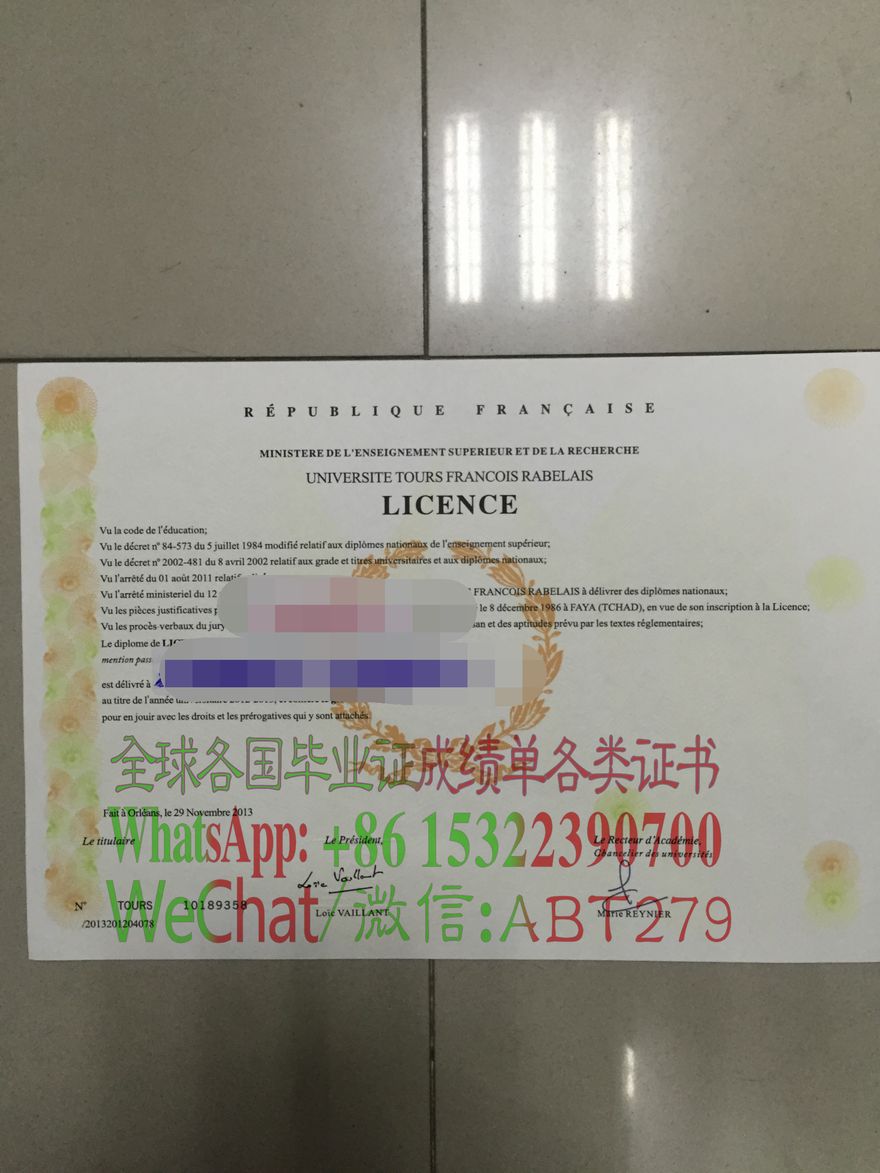 RÉPUBLIQUE FRANÇAISE
MINISTERE DE L'ENSEIGNEMENT SUPERIEUR ET DE LA RECHERCHE
UNIVERSITE TOURS FRANCOIS RABELAIS
LICENCE
Vu la code de l'éducation;
Vu le décret n° 84-573 du 5 juillet 1984 modifié relatif aux diplômes nationaux de l'enseignement supérieur;
Vu le décret n° 2002-481 du 8 avril 2002 relatif aux grade et titres universitaires et aux diplômes nationaux;
Vu l'arrêté du 01 août 2011
Vu l'arrêté ministeriel du 12 FRANCOIS RABELAIS à délivrer des diplômes nationaux;
Vu les pièces justificatives le 8 décembre 1986 à FAYA (TCHAD), en vue de son inscription à la Licence;
Vu les procès-verbaux du jury et des aptitudes prévu par les textes réglementaires;
Le diplome de
mention
est délivré à
au titre de l'année
pour en jouir avec les droits et les prérogatives qui y sont attachés.
全球各国毕业证成绩单各类证书
Fait à Orléans, le 29 Novembre 2013
WhatsApp: +86 15322390700
Le titulaire Le Président, Le Recteur d'Académie,
Chancelier des universités
Loïc Vaillant
N° TOURS 10189358
WeChat/微信:ABT279
Loïc VAILLANT Marie REYNIER
/2013201204078